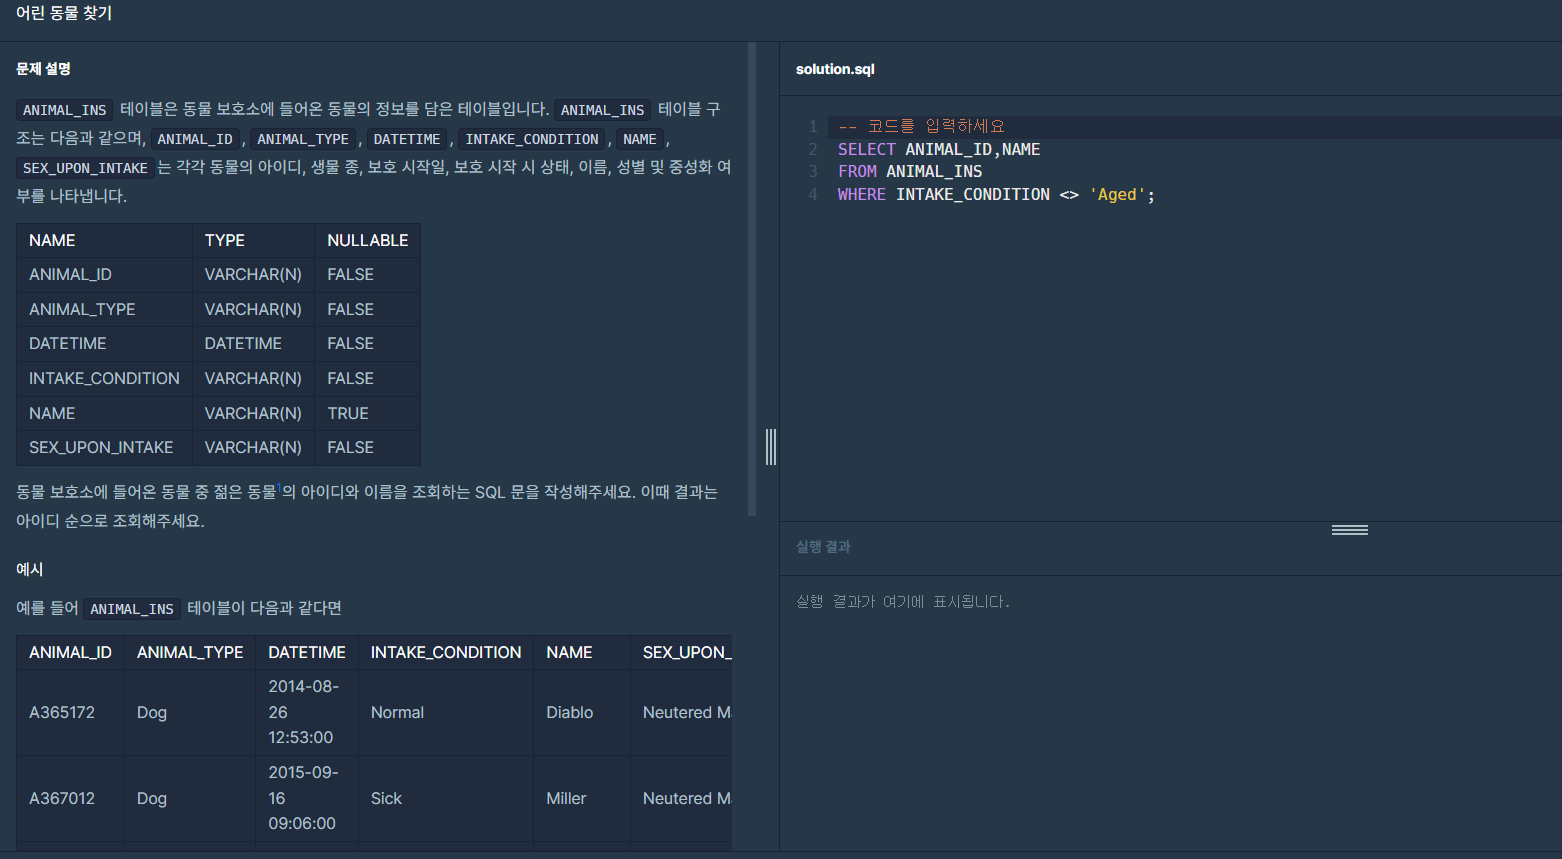 어린 동물 찾기
문제 설명
ANIMAL_INS 테이블은 동물 보호소에 들어온 동물의 정보를 담은 테이블입니다. ANIMAL_INS 테이블 구
조는 다음과 같으며, ANIMAL_ID , ANIMAL_TYPE , DATETIME , INTAKE_CONDITION , NAME ,
SEX_UPON_INTAKE 는 각각 동물의 아이디, 생물 종, 보호 시작일, 보호 시작 시 상태, 이름, 성별 및 중성화 여
부를 나타냅니다.
NAME TYPE NULLABLE
ANIMAL_ID VARCHAR(N) FALSE
ANIMAL_TYPE VARCHAR(N) FALSE
DATETIME DATETIME FALSE
INTAKE_CONDITION VARCHAR(N) FALSE
NAME VARCHAR(N) TRUE
SEX_UPON_INTAKE VARCHAR(N) FALSE
동물 보호소에 들어온 동물 중 젊은 동물1의 아이디와 이름을 조회하는 SQL 문을 작성해주세요. 이때 결과는
아이디 순으로 조회해주세요.
예시
예를 들어 ANIMAL_INS 테이블이 다음과 같다면
ANIMAL_ID ANIMAL_TYPE DATETIME INTAKE_CONDITION NAME SEX_UPON_
A365172 Dog 2014-08-
26
12:53:00 Normal Diablo Neutered M
A367012 Dog 2015-09-
16
09:06:00 Sick Miller Neutered M
solution.sql
1 -- 코드를 입력하세요
2 SELECT ANIMAL_ID,NAME
3 FROM ANIMAL_INS
4 WHERE INTAKE_CONDITION <> 'Aged';
실행 결과
실행 결과가 여기에 표시됩니다.